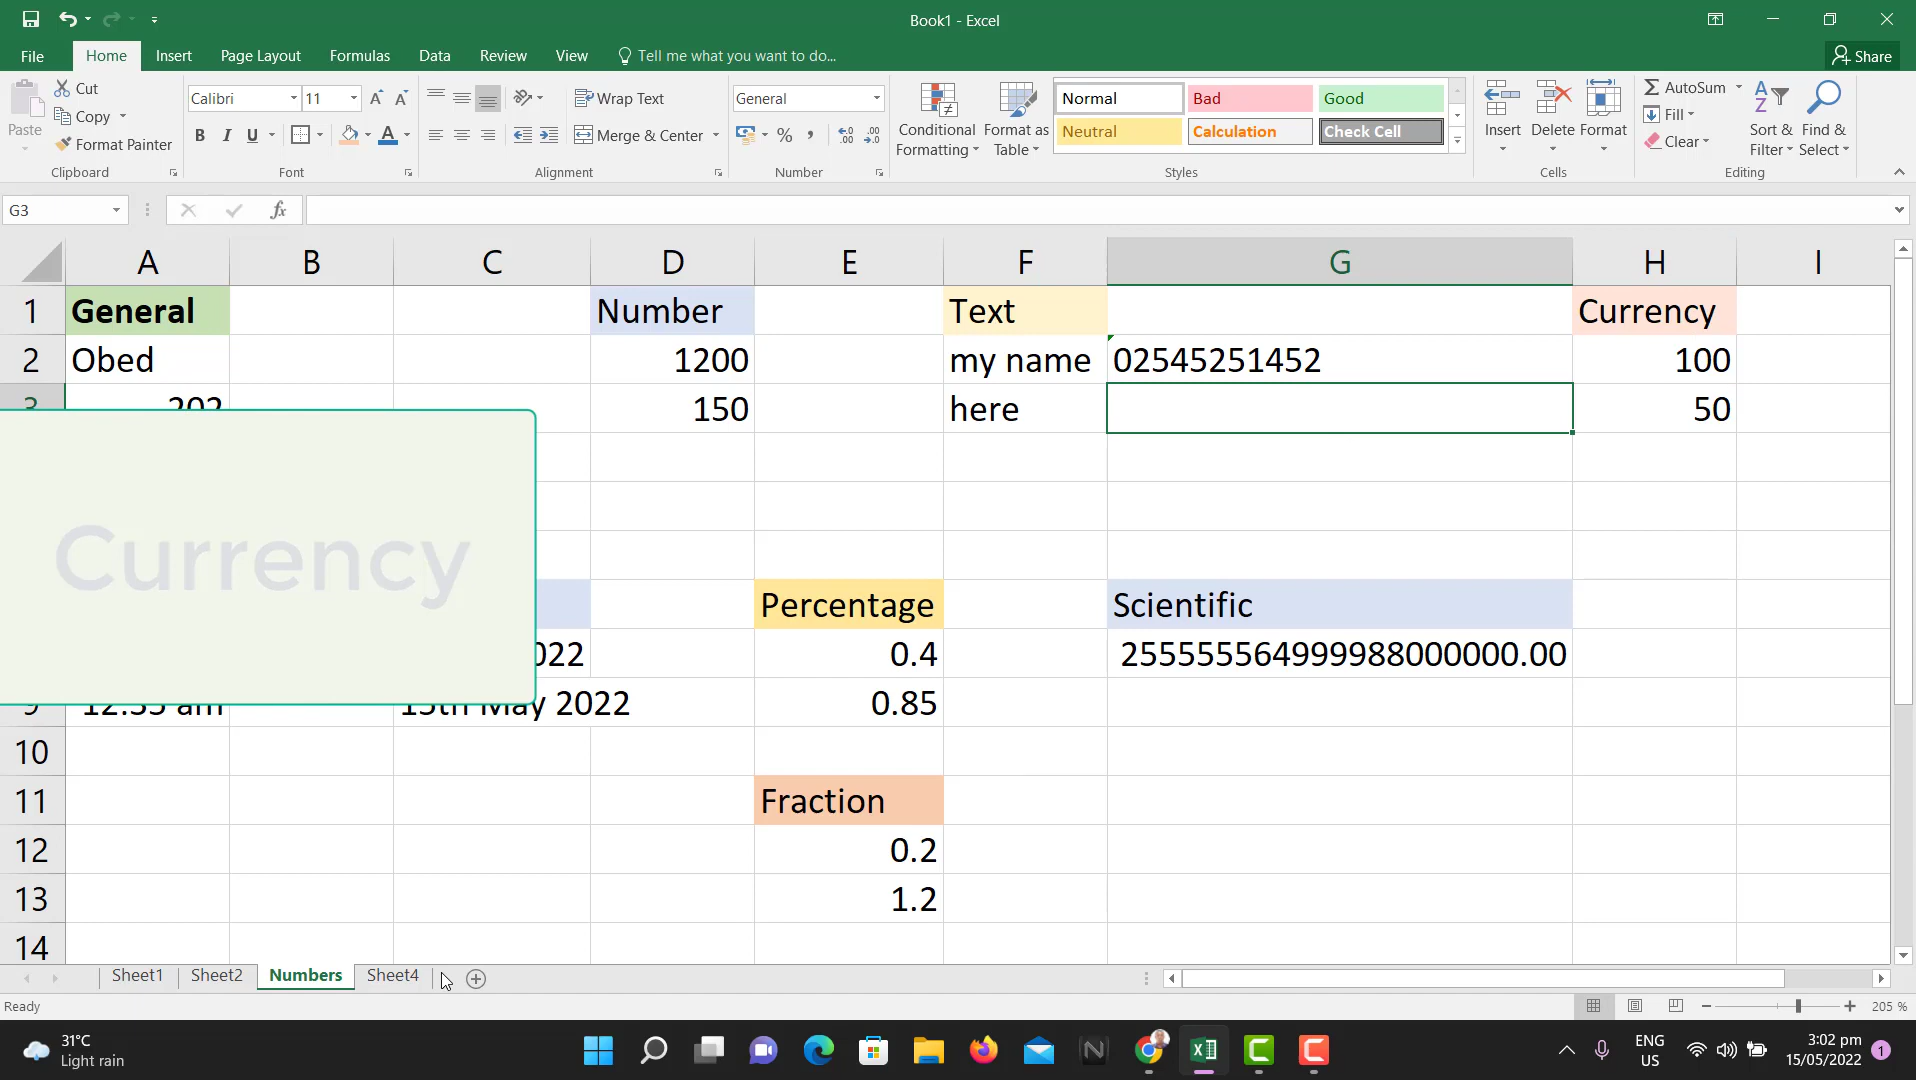 Book1 - Excel
File Home Insert Page Layout Formulas Data Review View Tell me what you want to do... Share
Paste
Cut
Copy
Format Painter
Clipboard
Calibri 11
B I U
Font
Wrap Text
Merge & Center
Alignment
General
Number
Conditional Formatting
Format as Table
Normal Bad Good
Neutral Calculation Check Cell
Styles
Insert Delete Format
Cells
AutoSum
Fill
Clear
Sort & Filter
Find & Select
Editing
G3 fx
A B C D E F G H I
1 General Number Text Currency
2 Obed 1200 my name 02545251452 100
3 202 150 here 50
Currency
Percentage Scientific
022 0.4 255555564999988000000.00
9 12:35 am 15th May 2022 0.85
10
11 Fraction
12 0.2
13 1.2
14
Sheet1 Sheet2 Numbers Sheet4
Ready 205 %
31°C
Light rain
ENG
US
3:02 pm
15/05/2022
1